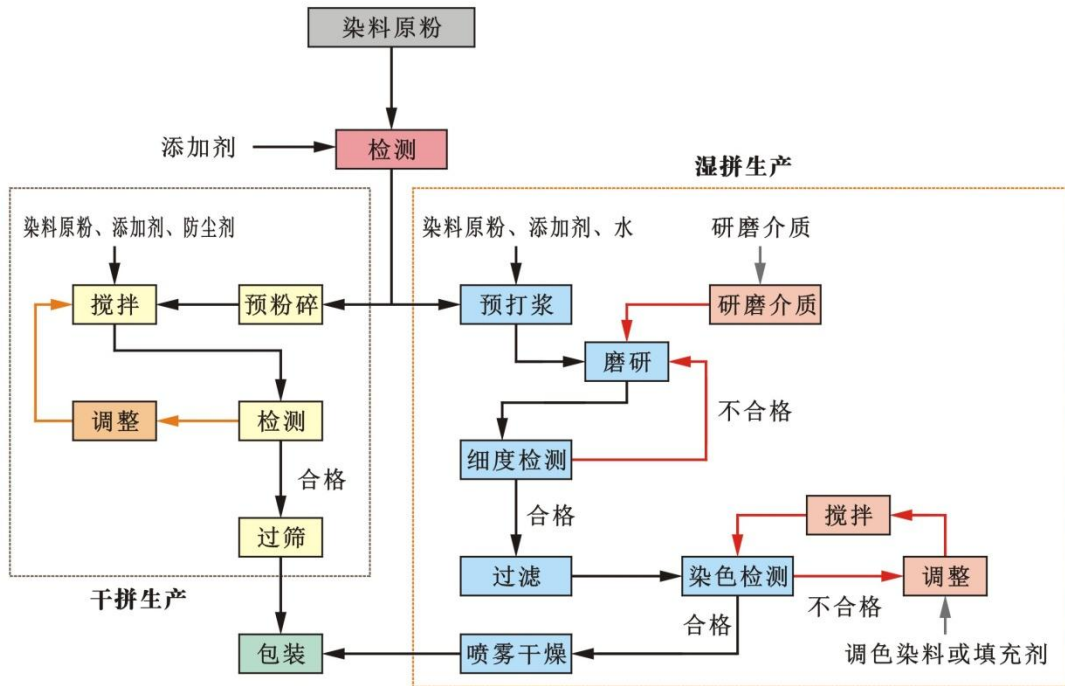 染料原粉
添加剂
检测
湿拼生产
染料原粉、添加剂、防尘剂
染料原粉、添加剂、水
研磨介质
搅拌
预粉碎
预打浆
研磨介质
磨研
调整
检测
不合格
合格
细度检测
合格
搅拌
过筛
过滤
染色检测
调整
不合格
干拼生产
合格
包装
喷雾干燥
调色染料或填充剂